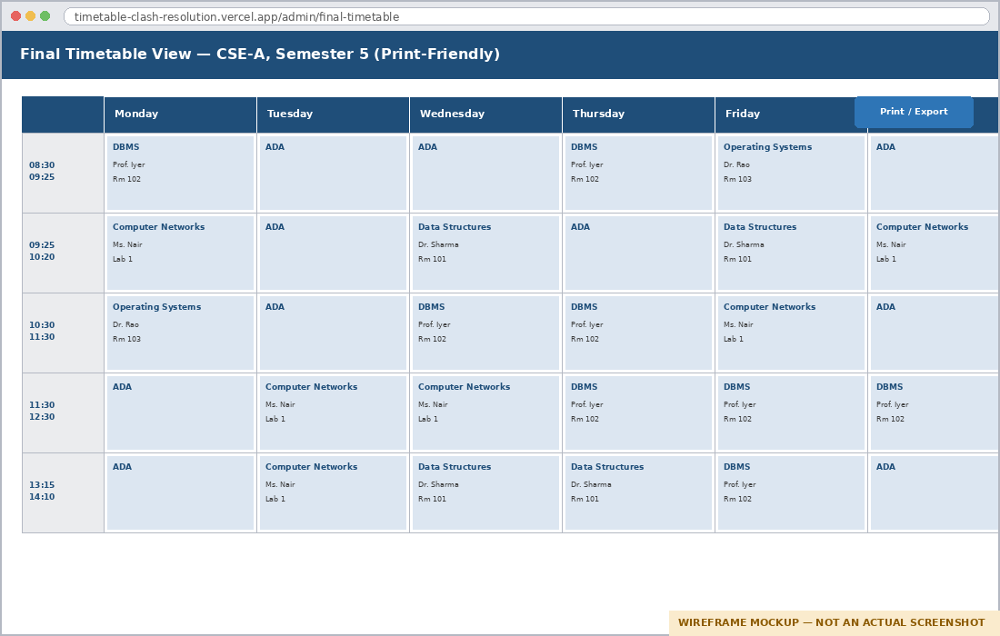 timetable-clash-resolution.vercel.app/admin/final-timetable
Final Timetable View — CSE-A, Semester 5 (Print-Friendly)
Monday Tuesday Wednesday Thursday Friday Print / Export
08:30
09:25
DBMS
Prof. Iyer
Rm 102
ADA
ADA
DBMS
Prof. Iyer
Rm 102
Operating Systems
Dr. Rao
Rm 103
ADA
09:25
10:20
Computer Networks
Ms. Nair
Lab 1
ADA
Data Structures
Dr. Sharma
Rm 101
ADA
Data Structures
Dr. Sharma
Rm 101
Computer Networks
Ms. Nair
Lab 1
10:30
11:30
Operating Systems
Dr. Rao
Rm 103
ADA
DBMS
Prof. Iyer
Rm 102
DBMS
Prof. Iyer
Rm 102
Computer Networks
Ms. Nair
Lab 1
ADA
11:30
12:30
ADA
Computer Networks
Ms. Nair
Lab 1
Computer Networks
Ms. Nair
Lab 1
DBMS
Prof. Iyer
Rm 102
DBMS
Prof. Iyer
Rm 102
DBMS
Prof. Iyer
Rm 102
13:15
14:10
ADA
Computer Networks
Ms. Nair
Lab 1
Data Structures
Dr. Sharma
Rm 101
Data Structures
Dr. Sharma
Rm 101
DBMS
Prof. Iyer
Rm 102
ADA
WIREFRAME MOCKUP — NOT AN ACTUAL SCREENSHOT